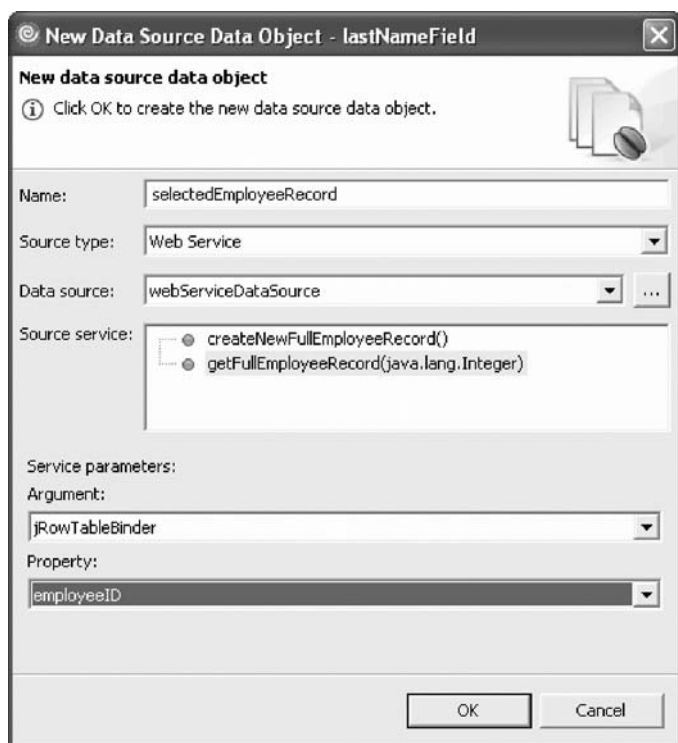 New Data Source Data Object - lastNameField
New data source data object
Click OK to create the new data source data object.
Name: selectedEmployeeRecord
Source type: Web Service
Data source: webServiceDataSource ...
Source service: createNewFullEmployeeRecord()
getFullEmployeeRecord(java.lang.Integer)
Service parameters:
Argument:
jRowTableBinder
Property:
employeeID
OK Cancel